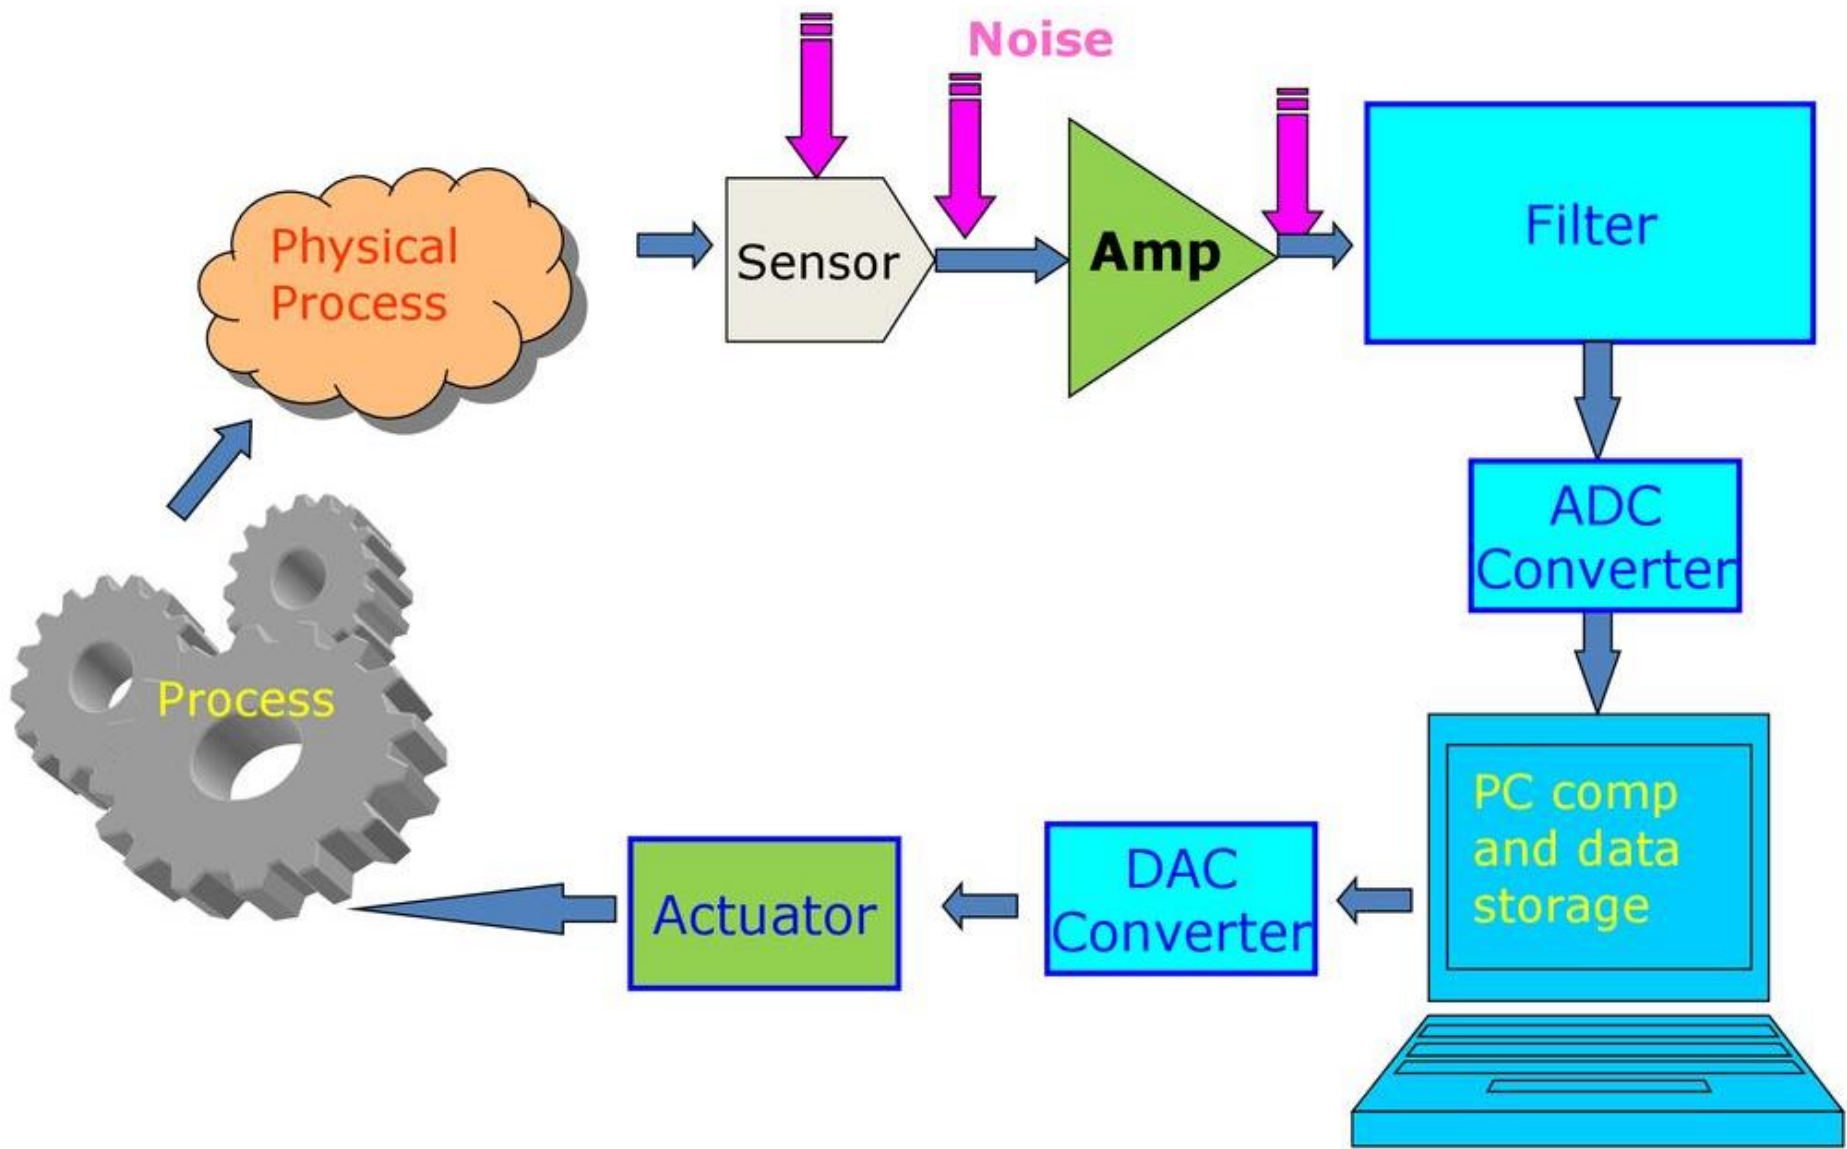 Noise
Physical
Process
Sensor
Amp
Filter
ADC
Converter
Process
PC comp
and data
storage
DAC
Converter
Actuator